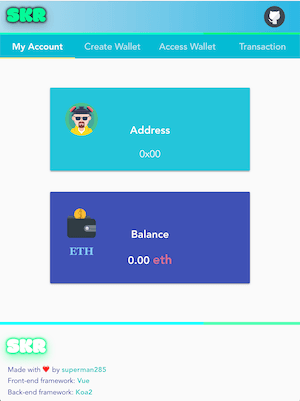 SKR
My Account
Create Wallet
Access Wallet
Transaction
Address
0x00
ETH
Balance
0.00 eth
SKR
Made with ❤ by superman285
Front-end framework: Vue
Back-end framework: Koa2